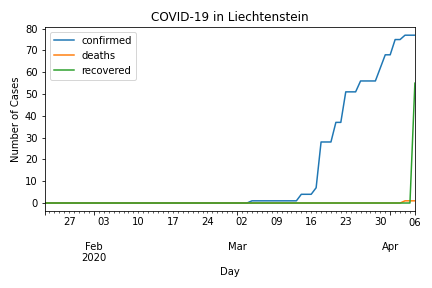 COVID-19 in Liechtenstein
confirmed
deaths
recovered
Number of Cases
80
70
60
50
40
30
20
10
0
27 03 10 17 24 02 09 16 23 30 06
Feb Mar Apr
2020
Day